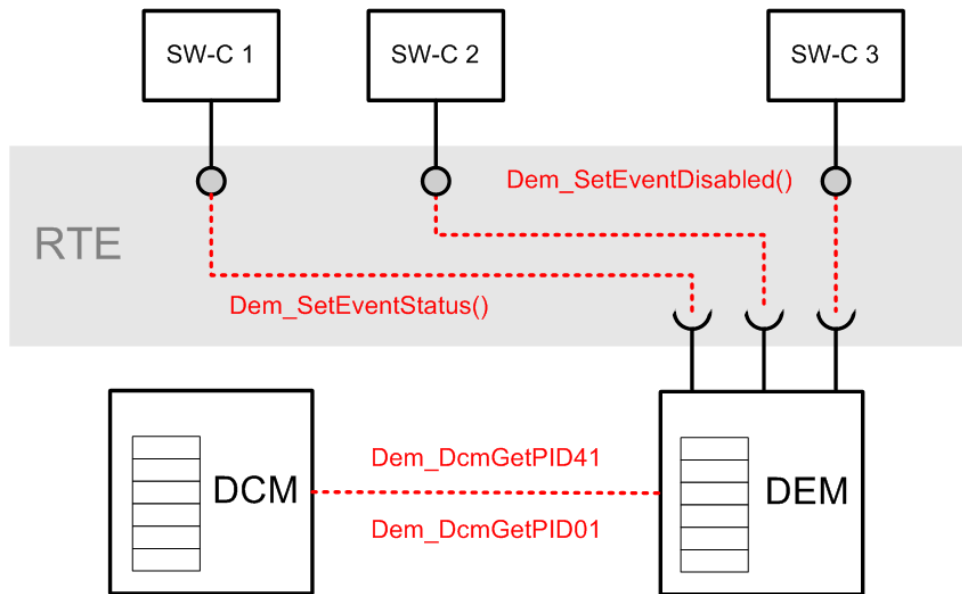 SW-C 1
SW-C 2
SW-C 3
Dem_SetEventDisabled()
RTE
Dem_SetEventStatus()
Dem_DcmGetPID41
DCM
DEM
Dem_DcmGetPID01